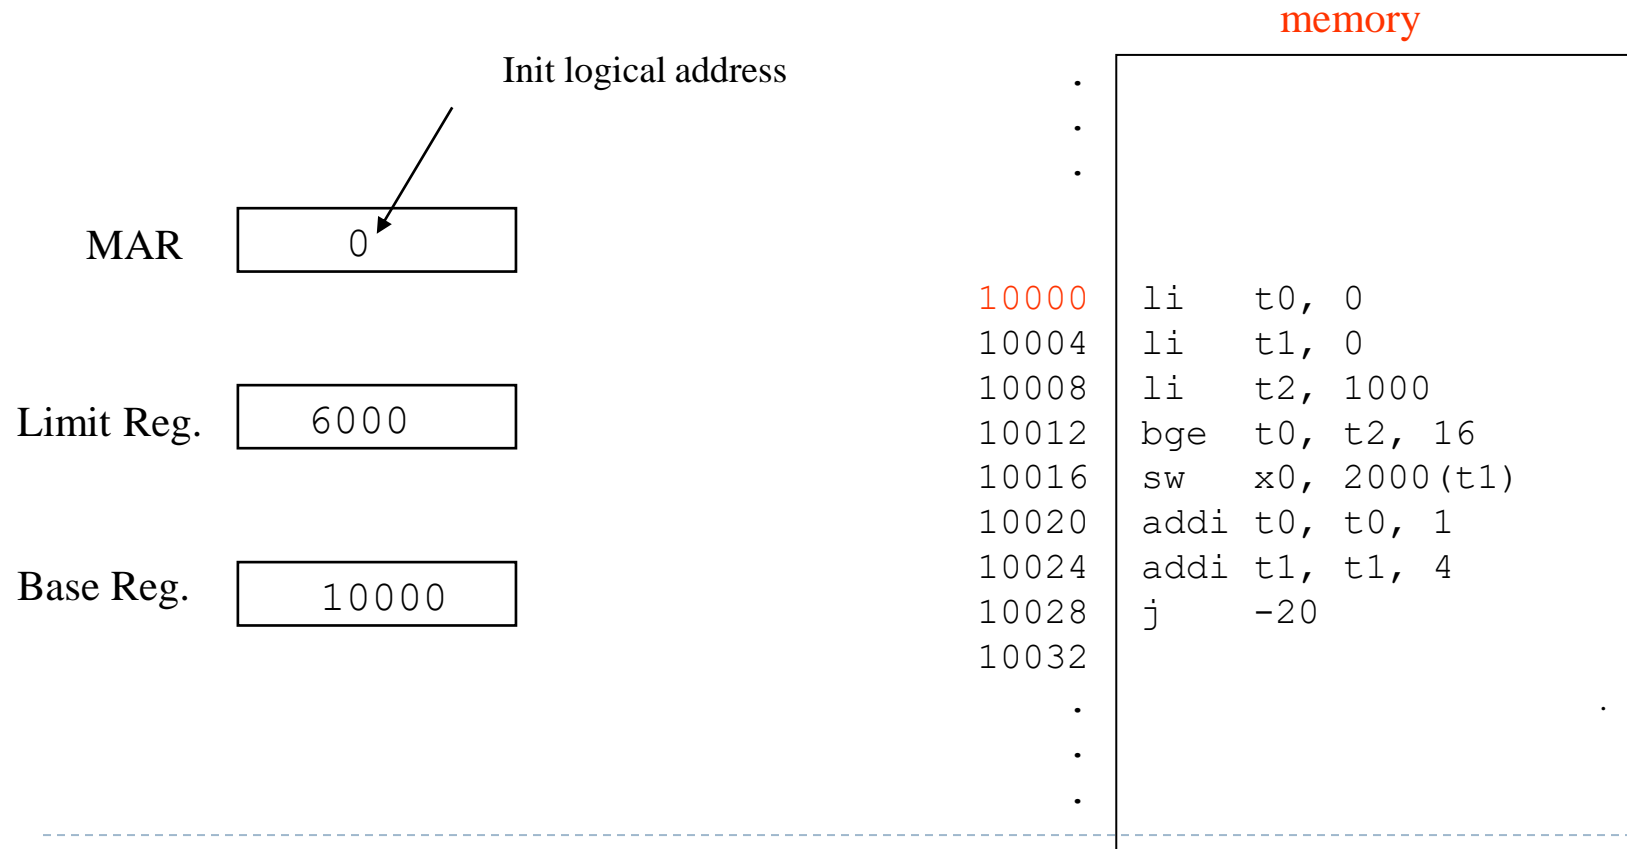 memory
Init logical address
.
.
.
MAR 0
10000 li t0, 0
10004 li t1, 0
10008 li t2, 1000
Limit Reg. 6000
10012 bge t0, t2, 16
10016 sw x0, 2000(t1)
10020 addi t0, t0, 1
10024 addi t1, t1, 4
Base Reg. 10000
10028 j -20
10032
. .
.
.